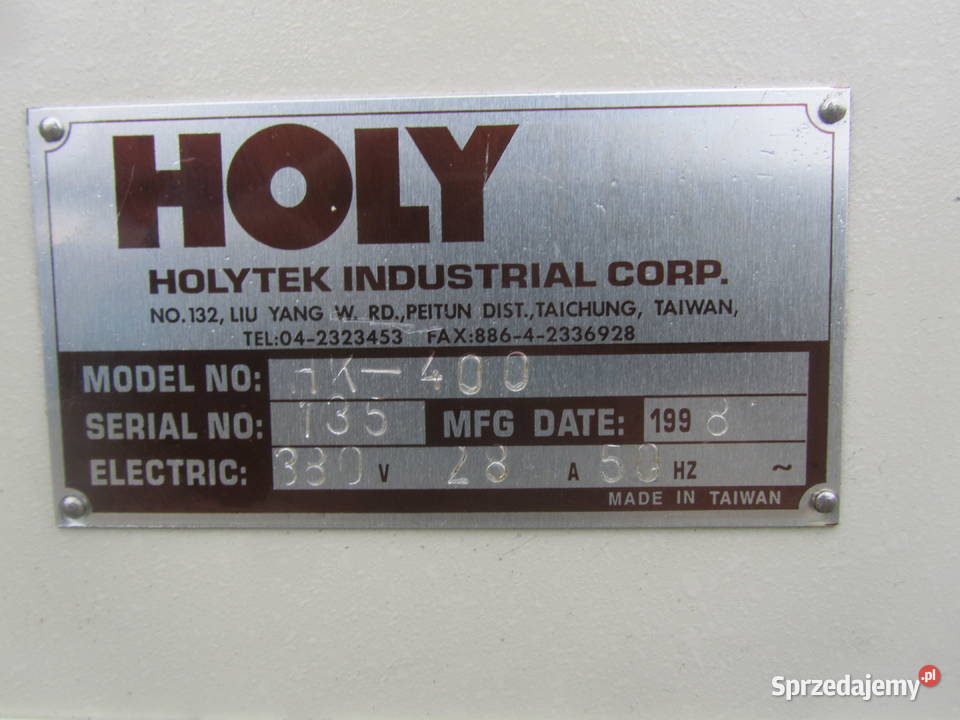 HOLY
HOLYTEK INDUSTRIAL CORP.
NO.132, LIU YANG W. RD.,PEITUN DIST.,TAICHUNG, TAIWAN,
TEL:04-2323453 FAX:886-4-2336928
MODEL NO: HK-400
SERIAL NO: 135 MFG DATE: 1998
ELECTRIC: 380 V 28 A 50 HZ ~
MADE IN TAIWAN
Sprzedajemy.pl